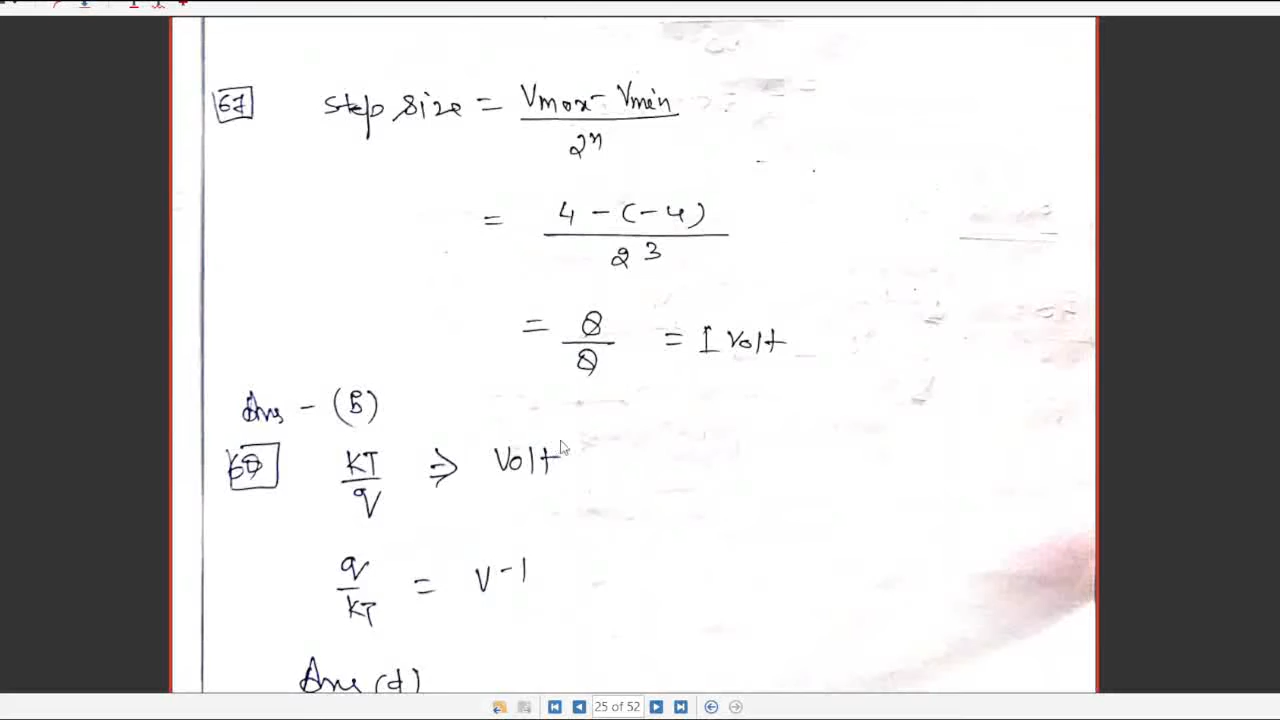 67 Step size = Vmax - Vmin
2^n
= 4 - (-4)
2^3
= 8
8
= 1 Volt
Ans - (B)
68 KT
q
⇒ Volt
q
KT
= V-1
Ans (d)
25 of 52